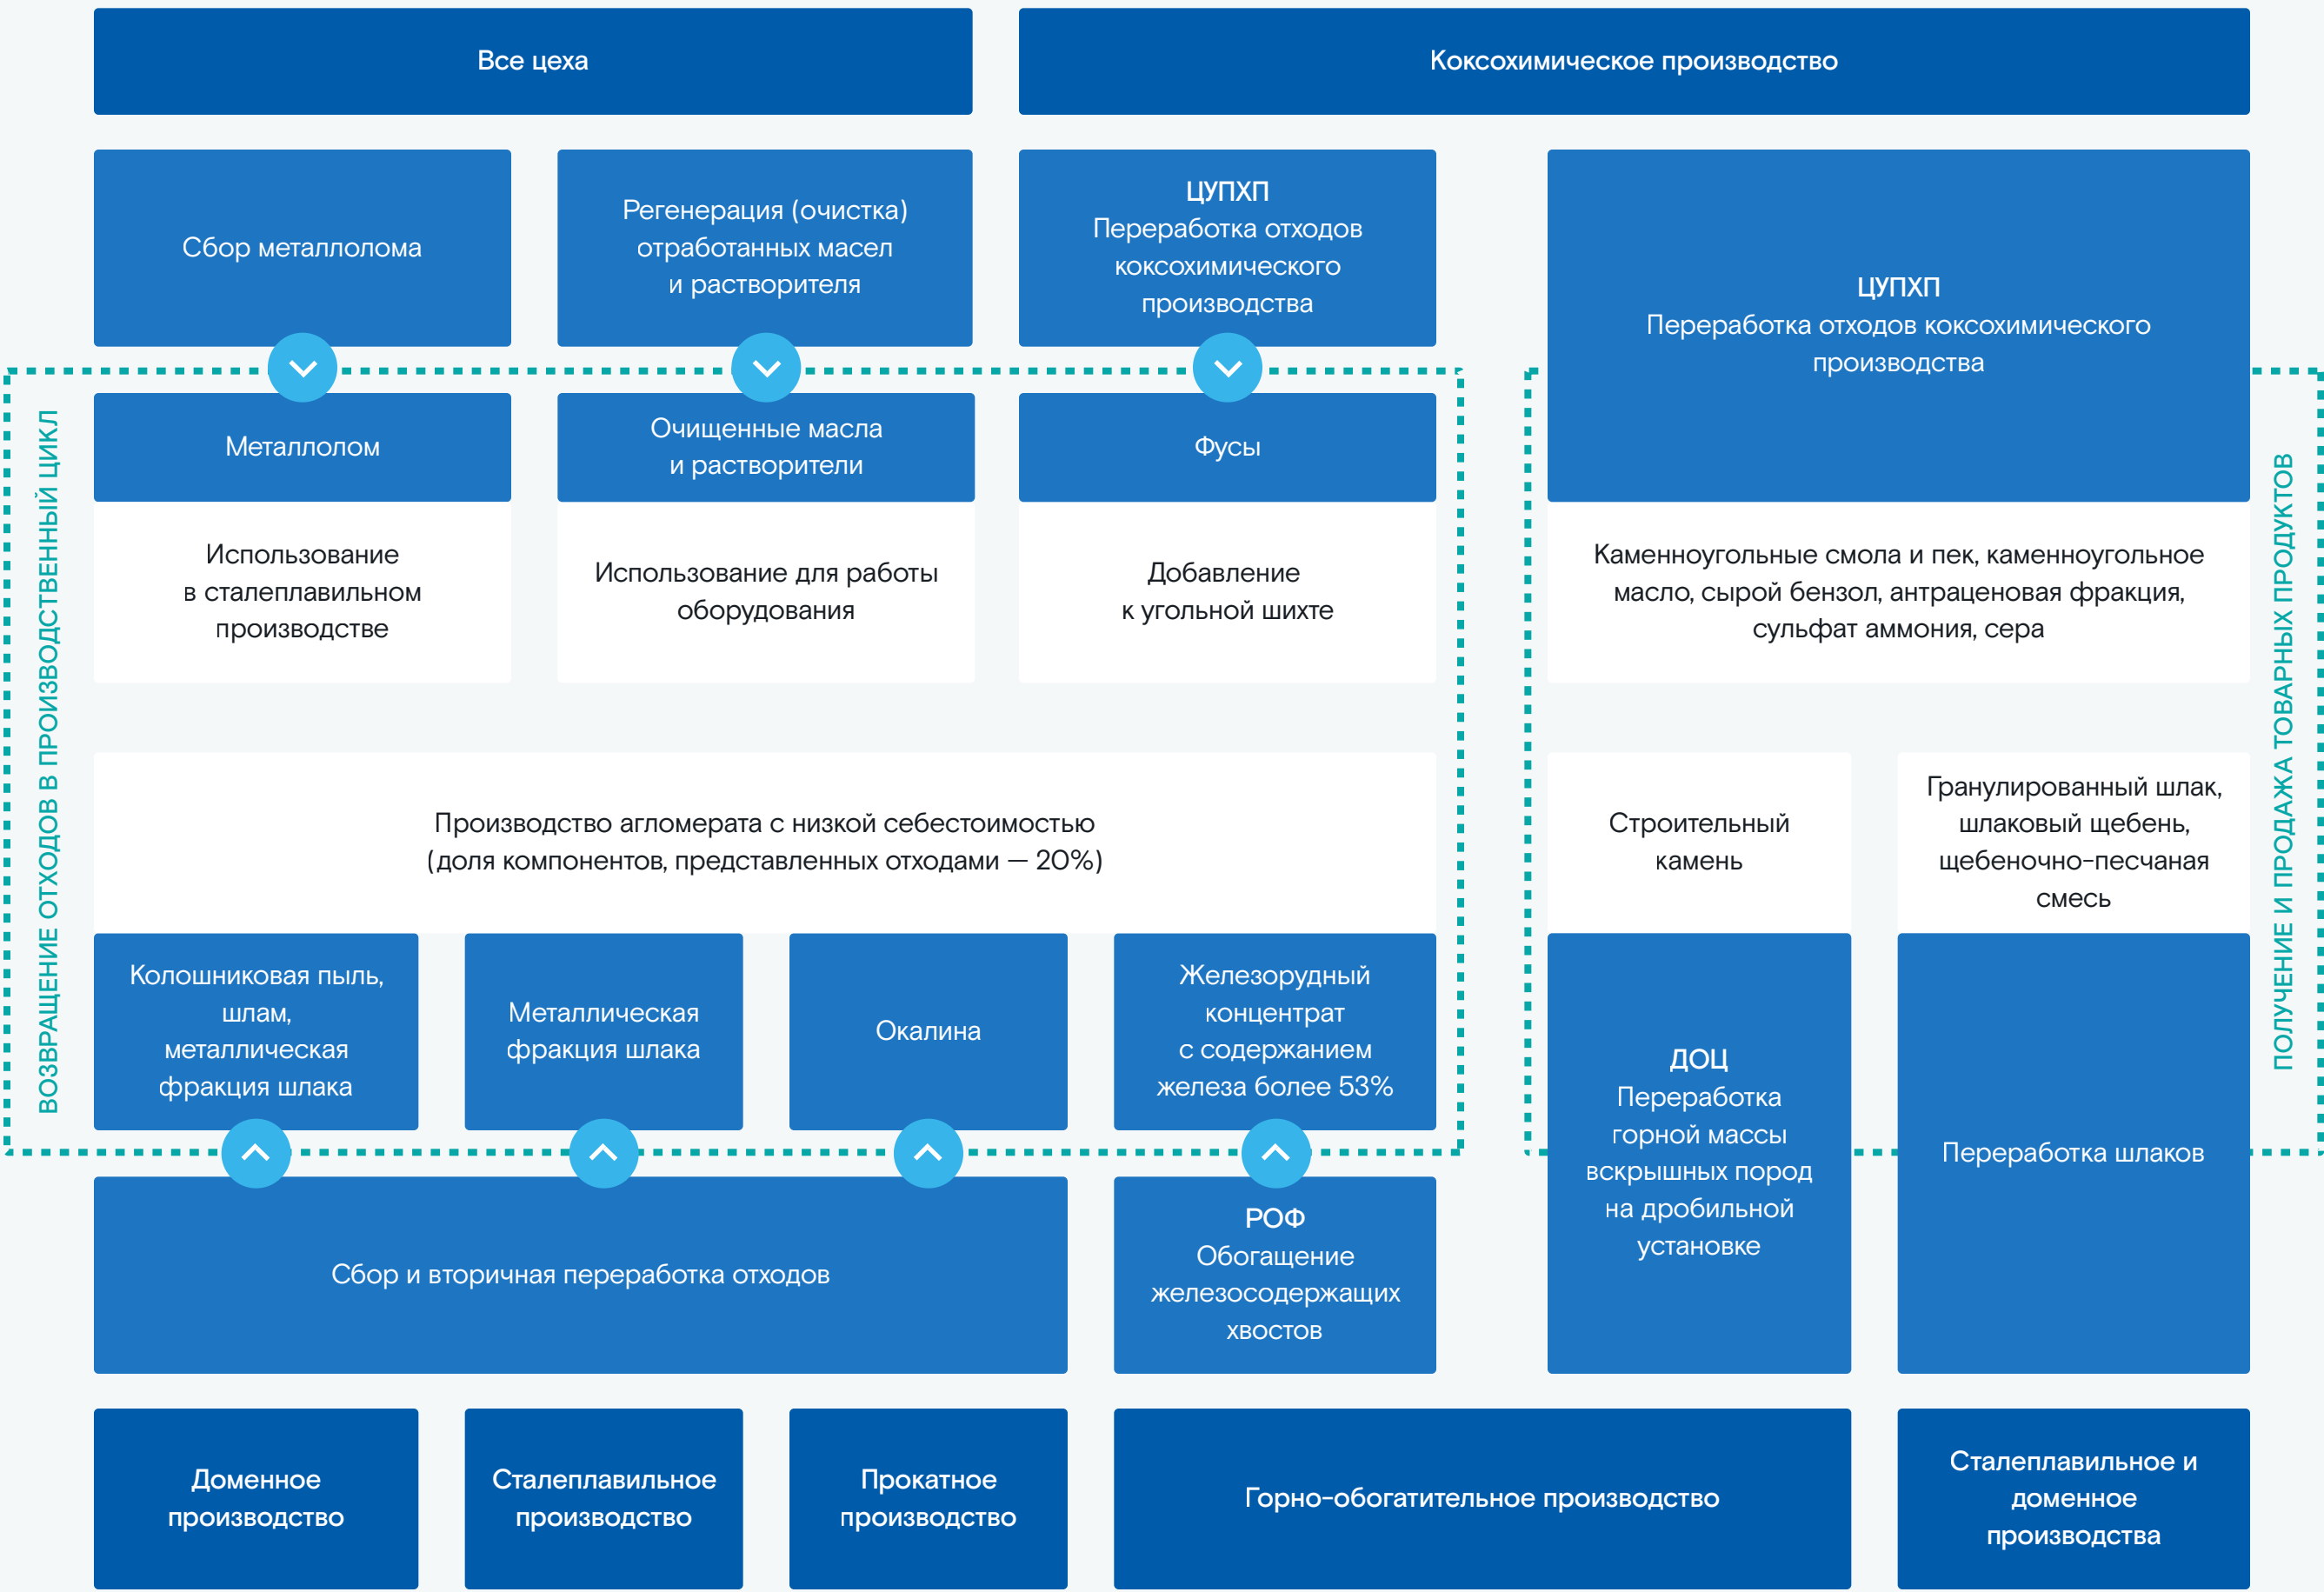 Все цеха
Коксохимическое производство
Сбор металлолома
Регенерация (очистка)
отработанных масел
и растворителя
ЦУПХП
Переработка отходов
коксохимического
производства
ЦУПХП
Переработка отходов коксохимического
производства
ВОЗВРАЩЕНИЕ ОТХОДОВ В ПРОИЗВОДСТВЕННЫЙ ЦИКЛ
Металлолом
Очищенные масла
и растворители
Фусы
Использование
в сталеплавильном
производстве
Использование для работы
оборудования
Добавление
к угольной шихте
Каменноугольные смола и пек, каменноугольное
масло, сырой бензол, антраценовая фракция,
сульфат аммония, сера
ПОЛУЧЕНИЕ И ПРОДАЖА ТОВАРНЫХ ПРОДУКТОВ
Производство агломерата с низкой себестоимостью
(доля компонентов, представленных отходами — 20%)
Строительный
камень
Гранулированный шлак,
шлаковый щебень,
щебеночно-песчаная
смесь
Колошниковая пыль,
шлам,
металлическая
фракция шлака
Металлическая
фракция шлака
Окалина
Железорудный
концентрат
с содержанием
железа более 53%
ДОЦ
Переработка
горной массы
вскрышных пород
на дробильной
установке
Переработка шлаков
Сбор и вторичная переработка отходов
РОФ
Обогащение
железосодержащих
хвостов
Доменное
производство
Сталеплавильное
производство
Прокатное
производство
Горно-обогатительное производство
Сталеплавильное и
доменное
производства